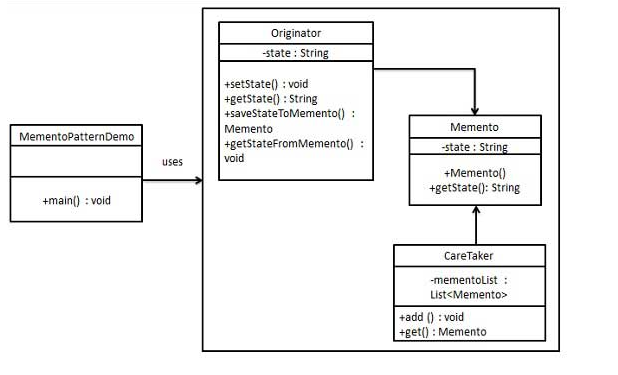 MementoPatternDemo
+main() : void
uses
Originator
-state : String
+setState() : void
+getState() : String
+saveStateToMemento() :
Memento
+getStateFromMemento() :
void
Memento
-state : String
+Memento()
+getState(): String
CareTaker
-mementoList :
List<Memento>
+add () : void
+get() : Memento